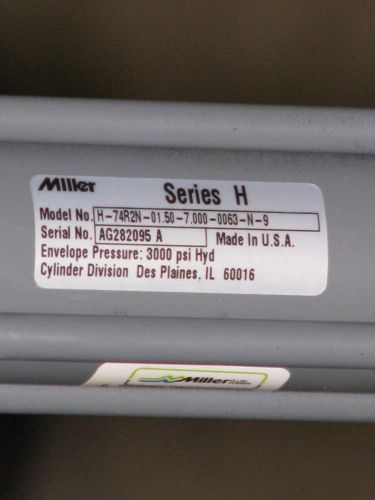 Miller Series H
Model No. H-74R2N-01.50-7.000-0063-N-9
Serial No. AG282095 A Made In U.S.A.
Envelope Pressure: 3000 psi Hyd
Cylinder Division Des Plaines, IL 60016
Miller